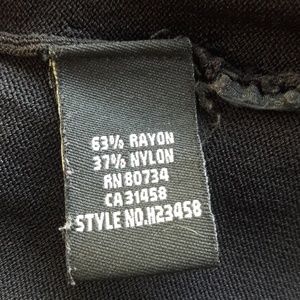 63% RAYON
37% NYLON
RN 80734
CA 31458
STYLE NO.H23458